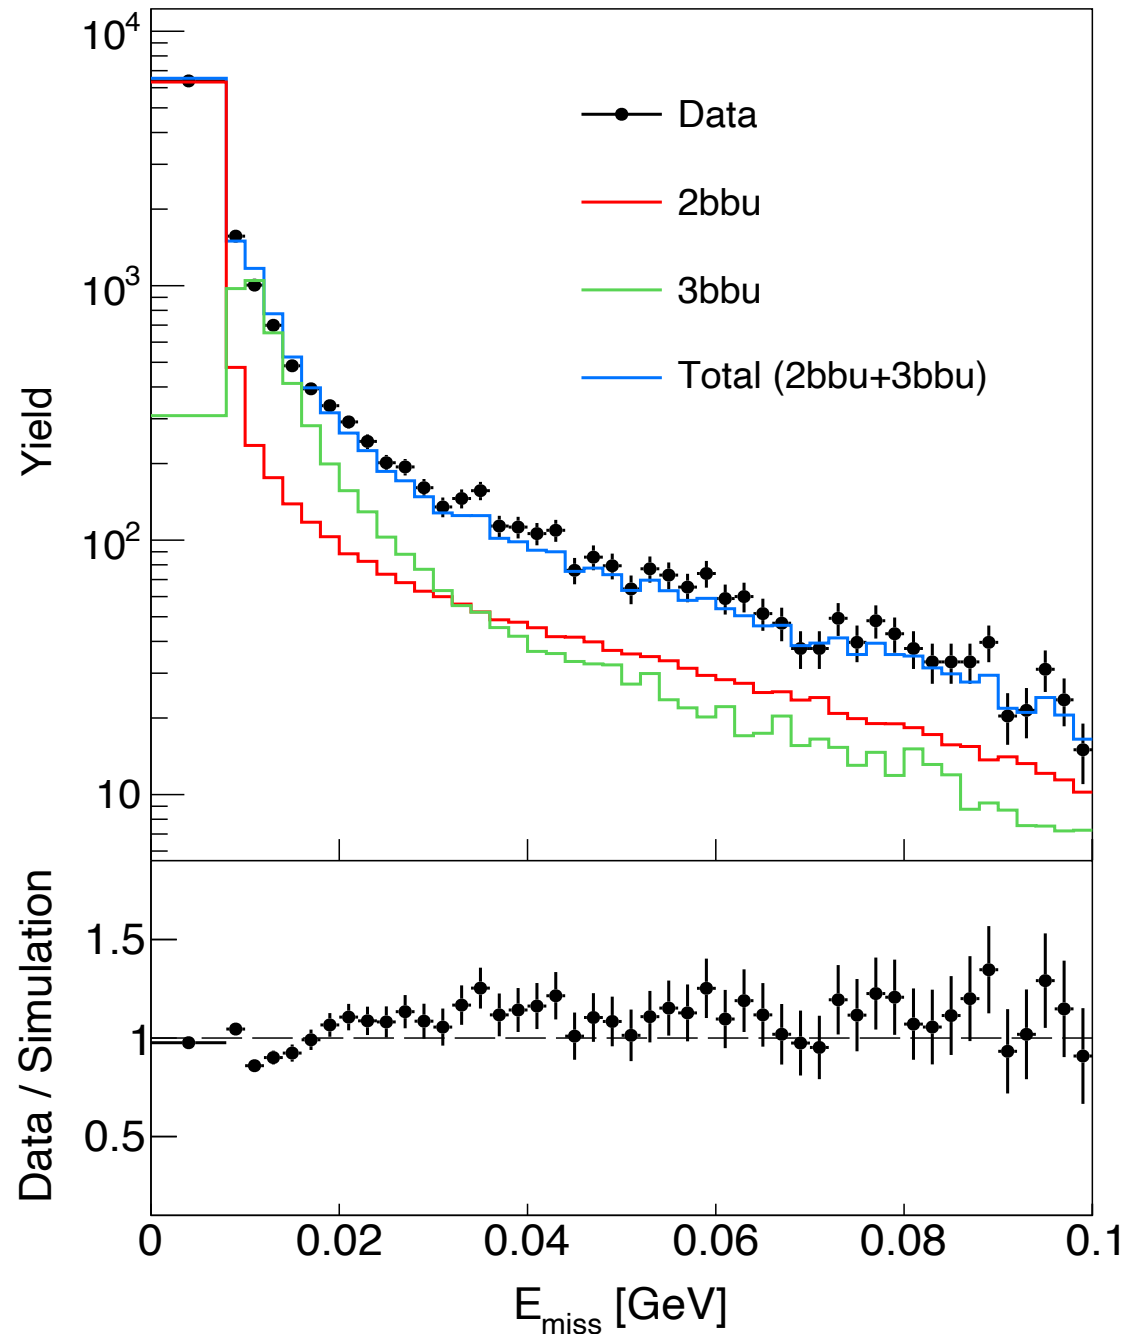 10^4
10^3
10^2
10
Yield
Data
2bbu
3bbu
Total (2bbu+3bbu)
1.5
1
0.5
Data / Simulation
0 0.02 0.04 0.06 0.08 0.1
E_miss [GeV]